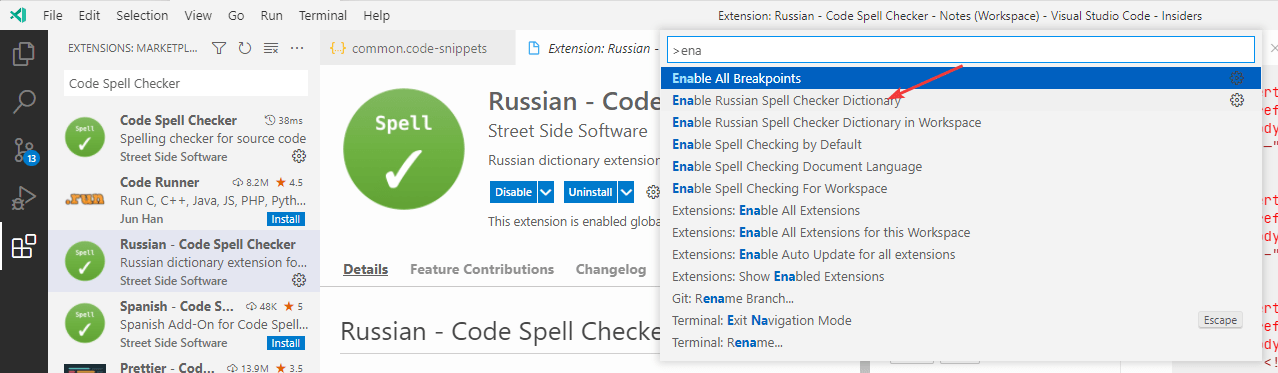 File Edit Selection View Go Run Terminal Help
Extension: Russian - Code Spell Checker - Notes (Workspace) - Visual Studio Code - Insiders
EXTENSIONS: MARKETPL...
Code Spell Checker
Spell
Code Spell Checker 38ms
Spelling checker for source code
Street Side Software
Code Runner 8.2M 4.5
.run
Run C, C++, Java, JS, PHP, Pyth...
Jun Han Install
Spell
Russian - Code Spell Checker
Russian dictionary extension fo...
Street Side Software
Spell
Spanish - Code S... 48K 5
Spanish Add-On for Code Spell...
Street Side Software Install
Prettier - Cod... 13.9M 3.5
13
{..} common.code-snippets
Extension: Russian -
Spell
Russian - Code
Street Side Software
Russian dictionary extension
Disable Uninstall
This extension is enabled globa
Details Feature Contributions Changelog
Russian - Code Spell Checker
>ena
Enable All Breakpoints
Enable Russian Spell Checker Dictionary
Enable Russian Spell Checker Dictionary in Workspace
Enable Spell Checking by Default
Enable Spell Checking Document Language
Enable Spell Checking For Workspace
Extensions: Enable All Extensions
Extensions: Enable All Extensions for this Workspace
Extensions: Enable Auto Update for all extensions
Extensions: Show Enabled Extensions
Git: Rename Branch...
Terminal: Exit Navigation Mode Escape
Terminal: Rename...